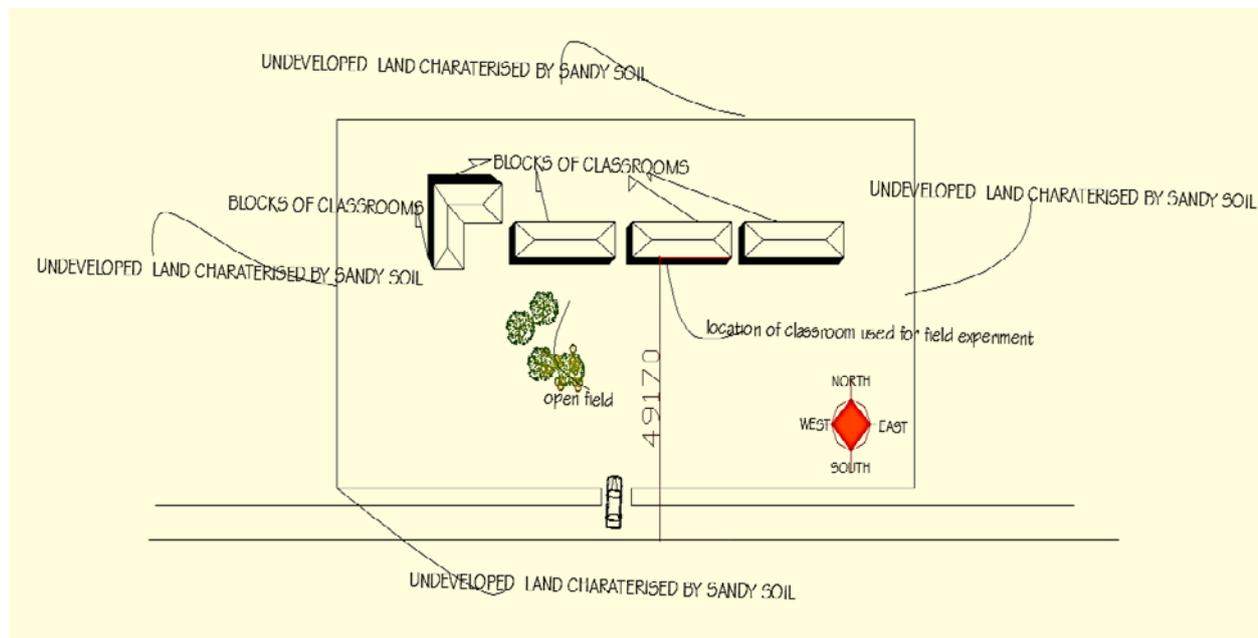 UNDEVELOPED LAND CHARATERISED BY SANDY SOIL
BLOCKS OF CLASSROOMS
UNDEVELOPED LAND CHARATERISED BY SANDY SOIL
BLOCKS OF CLASSROOMS
UNDEVELOPED LAND CHARATERISED BY SANDY SOIL
location of classroom used for field experiment
49170
open field
NORTH
WEST EAST
SOUTH
UNDEVELOPED LAND CHARATERISED BY SANDY SOIL